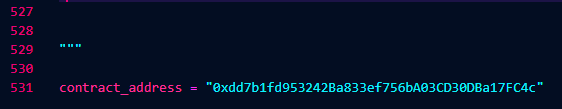 527
528
529 """
530
531 contract_address = "0xdd7b1fd953242Ba833ef756bA03CD30DBa17FC4c"